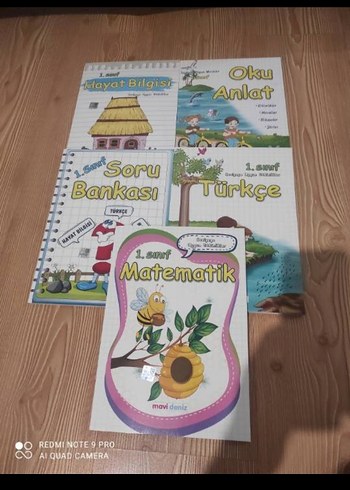 1. sınıf
Hayat Bilgisi
Oku
Anlat
1. Sınıf
Soru
Bankası
TÜRKÇE
HAYAT BİLGİSİ
1. sınıf
Türkçe
1. sınıf
Matematik
mavi deniz
REDMI NOTE 9 PRO
AI QUAD CAMERA